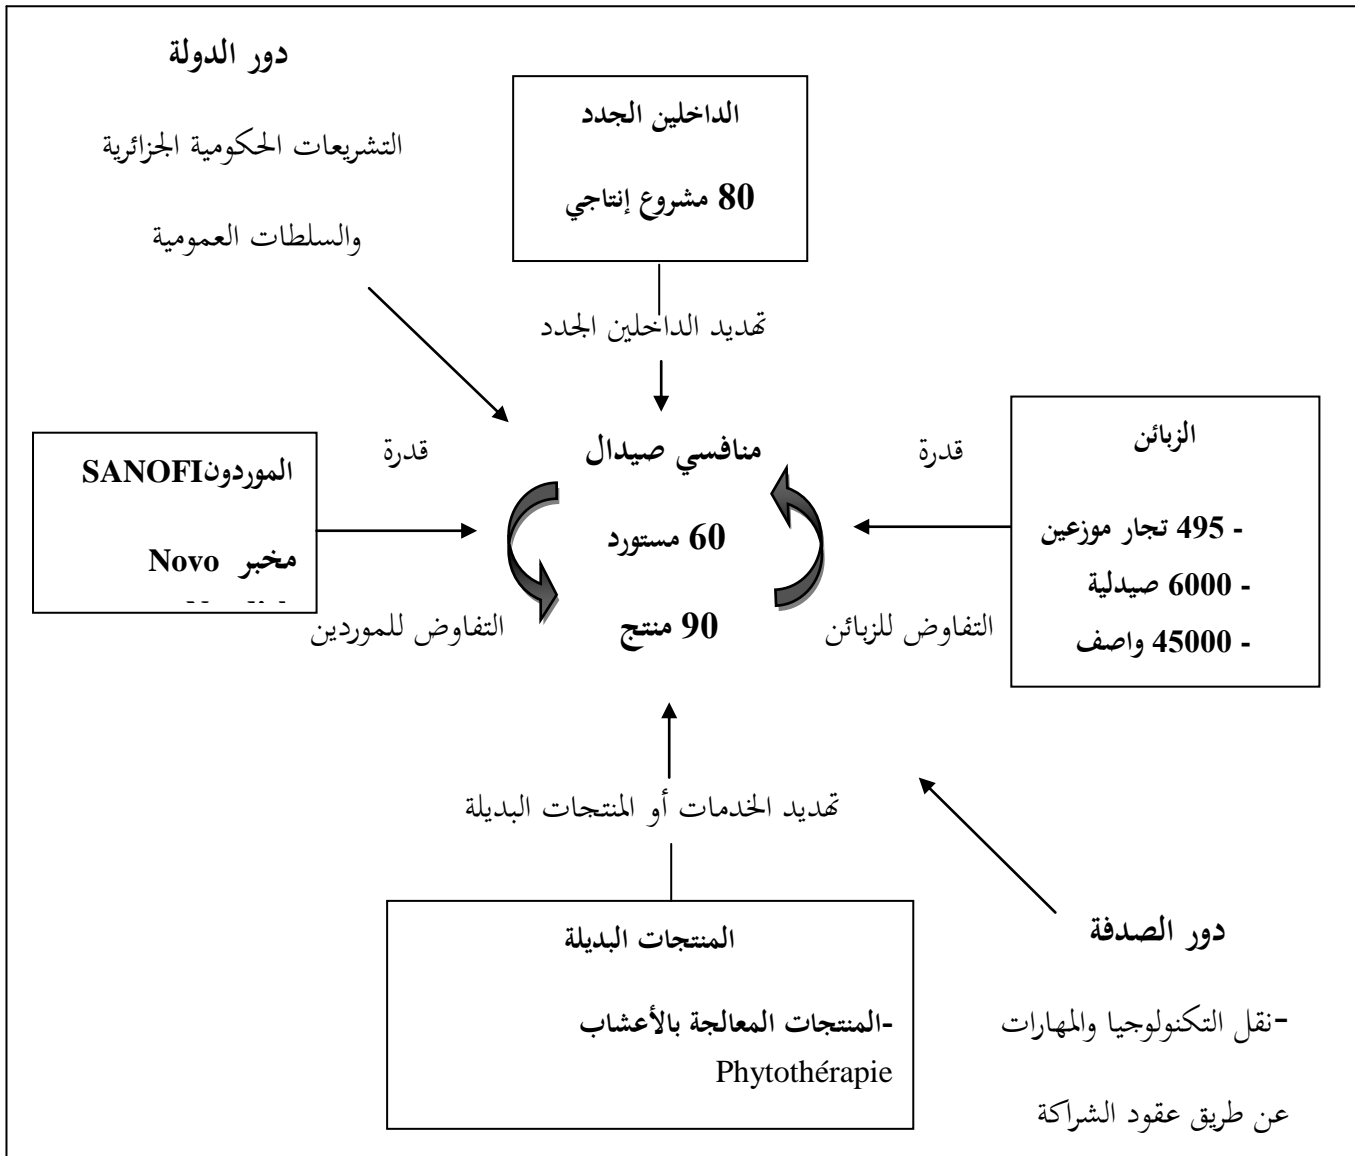 دور الدولة
التشريعات الحكومية الجزائرية
والسلطات العمومية
الداخلين الجدد
80 مشروع إنتاجي
تهديد الداخلين الجدد
الزبائن
- 495 تجار موزعين
- 6000 صيدلية
- 45000 واصف
قدرة
التفاوض للزبائن
منافسي صيدال
60 مستورد
90 منتج
قدرة
التفاوض للموردين
الموردونSANOFI
مخبر Novo
تهديد الخدمات أو المنتجات البديلة
المنتجات البديلة
-المنتجات المعالجة بالأعشاب
Phytothérapie
دور الصدفة
-نقل التكنولوجيا والمهارات
عن طريق عقود الشراكة